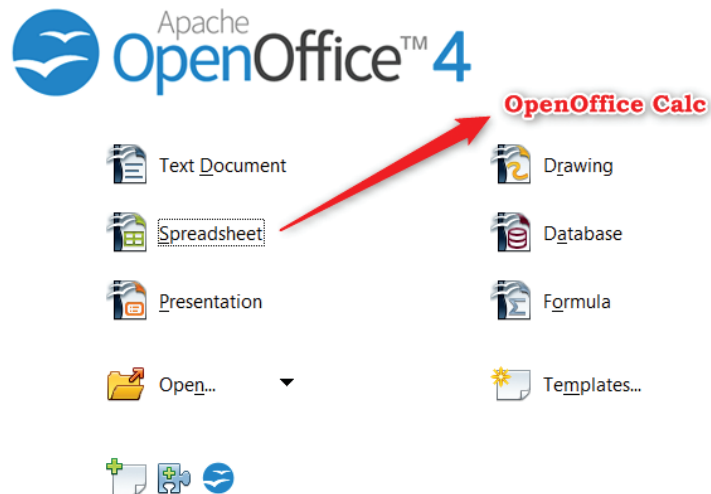 Apache
OpenOffice™ 4
OpenOffice Calc
Text Document
Drawing
Spreadsheet
Database
Presentation
Formula
Open...
Templates...